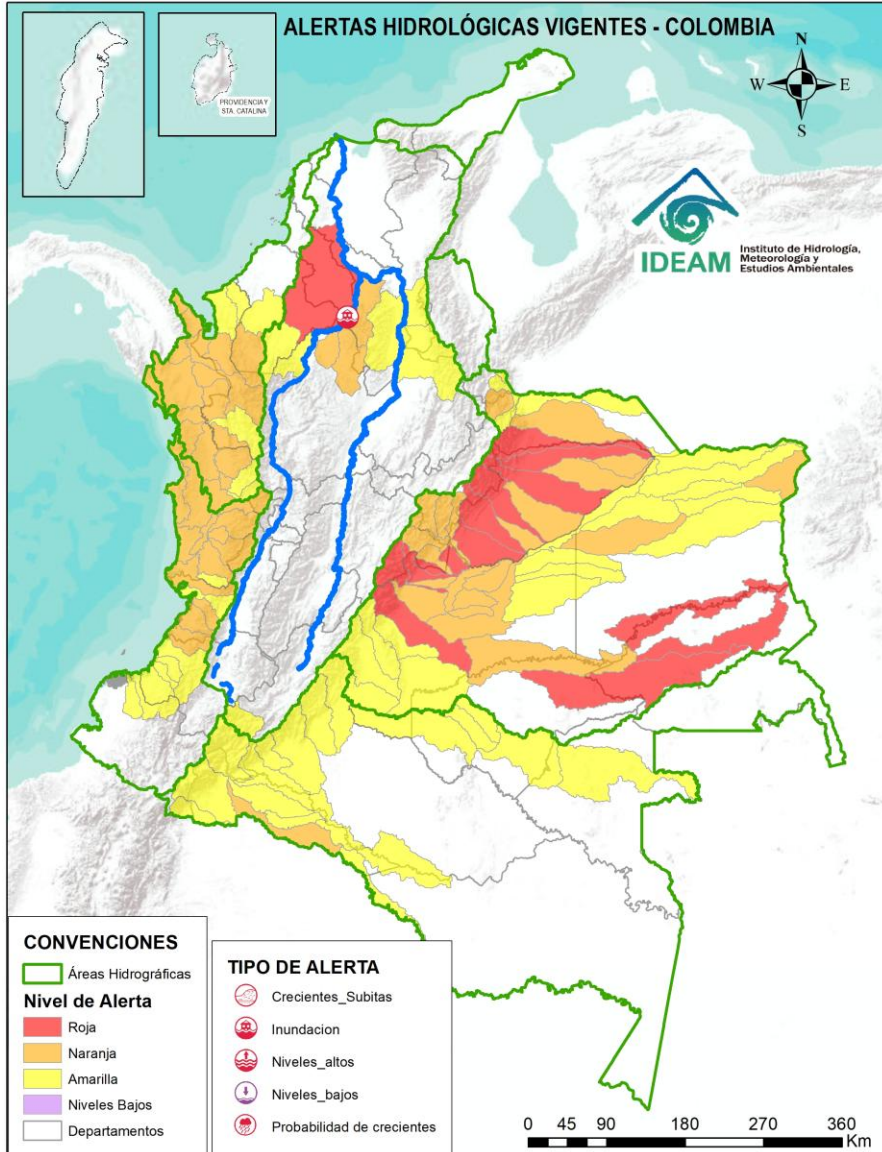 ALERTAS HIDROLÓGICAS VIGENTES - COLOMBIA
PROVIDENCIA Y
STA. CATALINA
N
W
E
S
IDEAM
Instituto de Hidrología,
Meteorología y
Estudios Ambientales
CONVENCIONES
Áreas Hidrográficas
Nivel de Alerta
Roja
Naranja
Amarilla
Niveles Bajos
Departamentos
TIPO DE ALERTA
Crecientes_Subitas
Inundacion
Niveles_altos
Niveles_bajos
Probabilidad de crecientes
0 45 90 180 270 360
Km